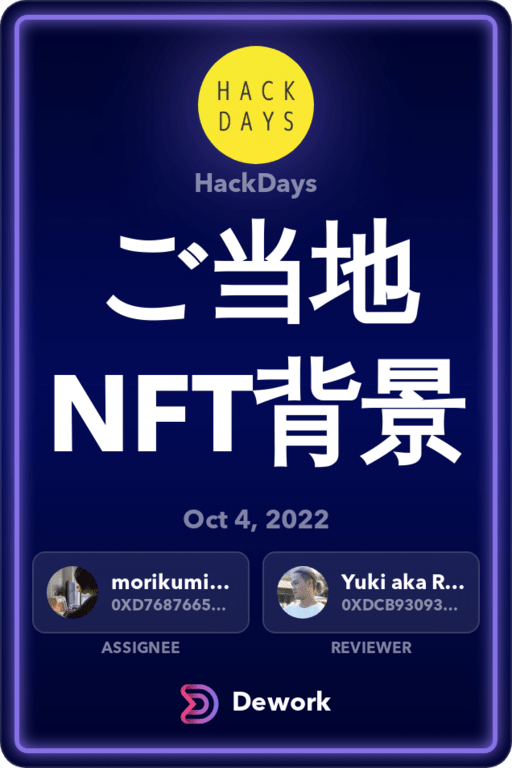 HACK
DAYS
HackDays
ご当地
NFT背景
Oct 4, 2022
morikumi...
0XD7687665...
Yuki aka R...
0XDCB93093...
ASSIGNEE
REVIEWER
Dework